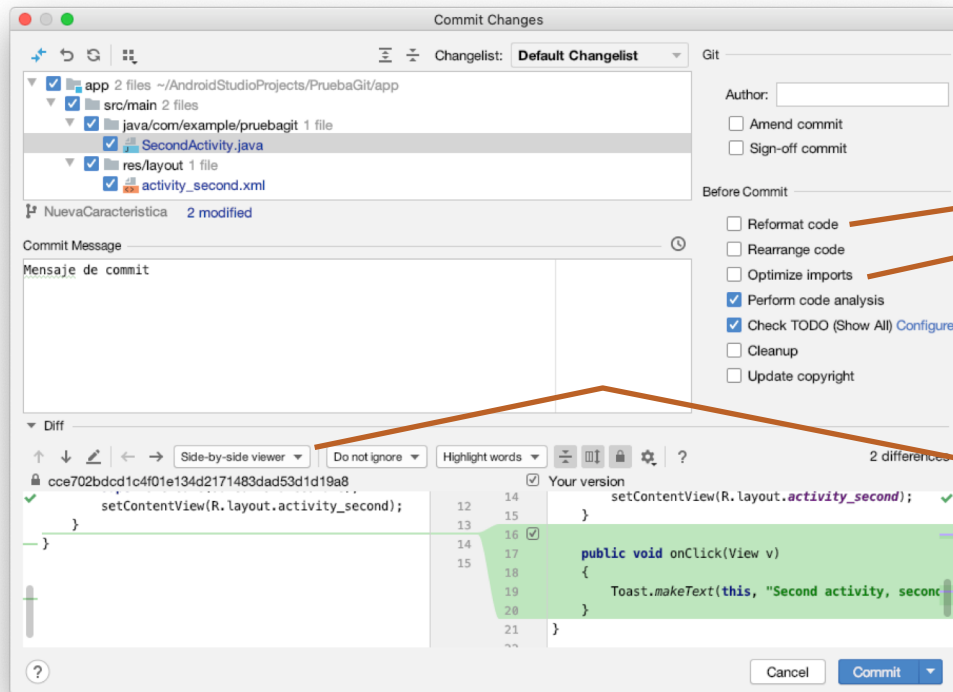 Commit Changes
Changelist: Default Changelist
app 2 files ~/AndroidStudioProjects/PruebaGit/app
src/main 2 files
java/com/example/pruebagit 1 file
SecondActivity.java
res/layout 1 file
activity_second.xml
NuevaCaracteristica 2 modified
Commit Message
Mensaje de commit
Git
Author:
Amend commit
Sign-off commit
Before Commit
Reformat code
Rearrange code
Optimize imports
Perform code analysis
Check TODO (Show All) Configure
Cleanup
Update copyright
Diff
Side-by-side viewer Do not ignore Highlight words ? 2 differences
cce702bdcd1c4f01e134d2171483dad53d1d19a8 Your version
setContentView(R.layout.activity_second); 12 14 setContentView(R.layout.activity_second);
} 13 15 }
} 14 16
15 17 public void onClick(View v)
18 {
19 Toast.makeText(this, "Second activity, second
20 }
21 }
? Cancel Commit